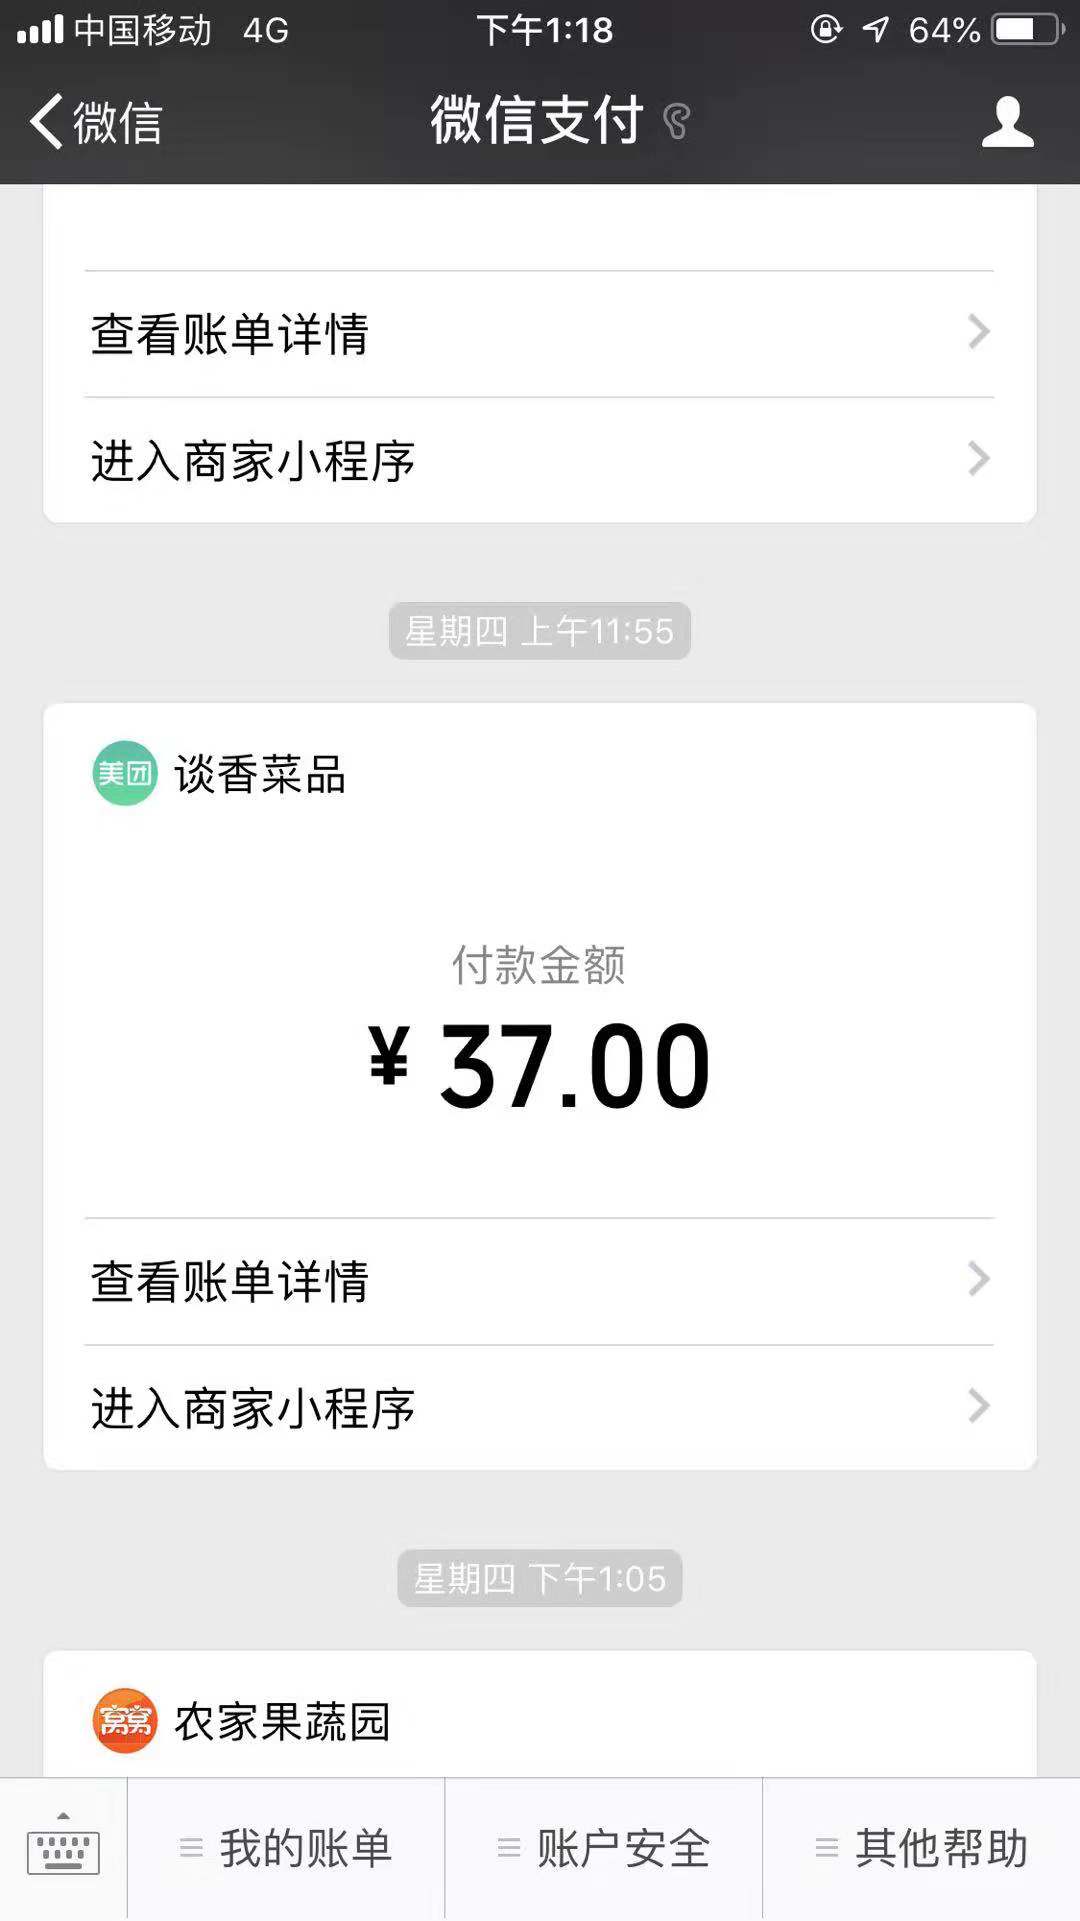 中国移动 4G 下午1:18 64%
微信 微信支付
查看账单详情
进入商家小程序
星期四 上午11:55
美团 谈香菜品
付款金额
¥ 37.00
查看账单详情
进入商家小程序
星期四 下午1:05
窝窝 农家果蔬园
我的账单 账户安全 其他帮助